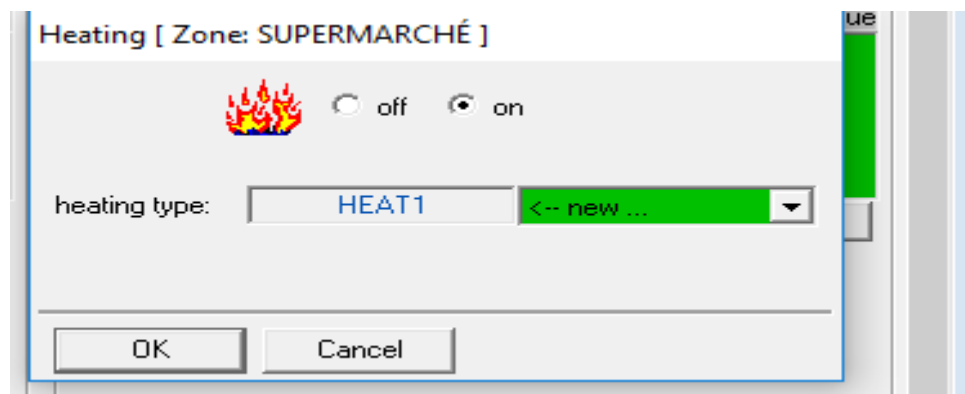 ue
Heating [ Zone: SUPERMARCHÉ ]
off on
heating type: HEAT1 <-- new ...
OK Cancel